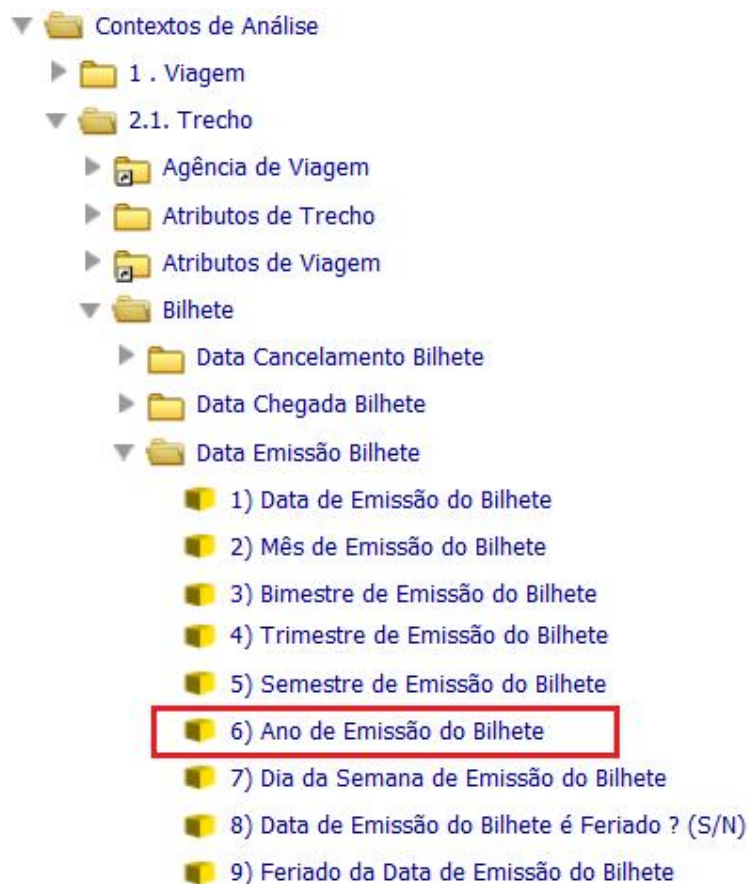 Contextos de Análise
1 . Viagem
2.1. Trecho
Agência de Viagem
Atributos de Trecho
Atributos de Viagem
Bilhete
Data Cancelamento Bilhete
Data Chegada Bilhete
Data Emissão Bilhete
1) Data de Emissão do Bilhete
2) Mês de Emissão do Bilhete
3) Bimestre de Emissão do Bilhete
4) Trimestre de Emissão do Bilhete
5) Semestre de Emissão do Bilhete
6) Ano de Emissão do Bilhete
7) Dia da Semana de Emissão do Bilhete
8) Data de Emissão do Bilhete é Feriado ? (S/N)
9) Feriado da Data de Emissão do Bilhete